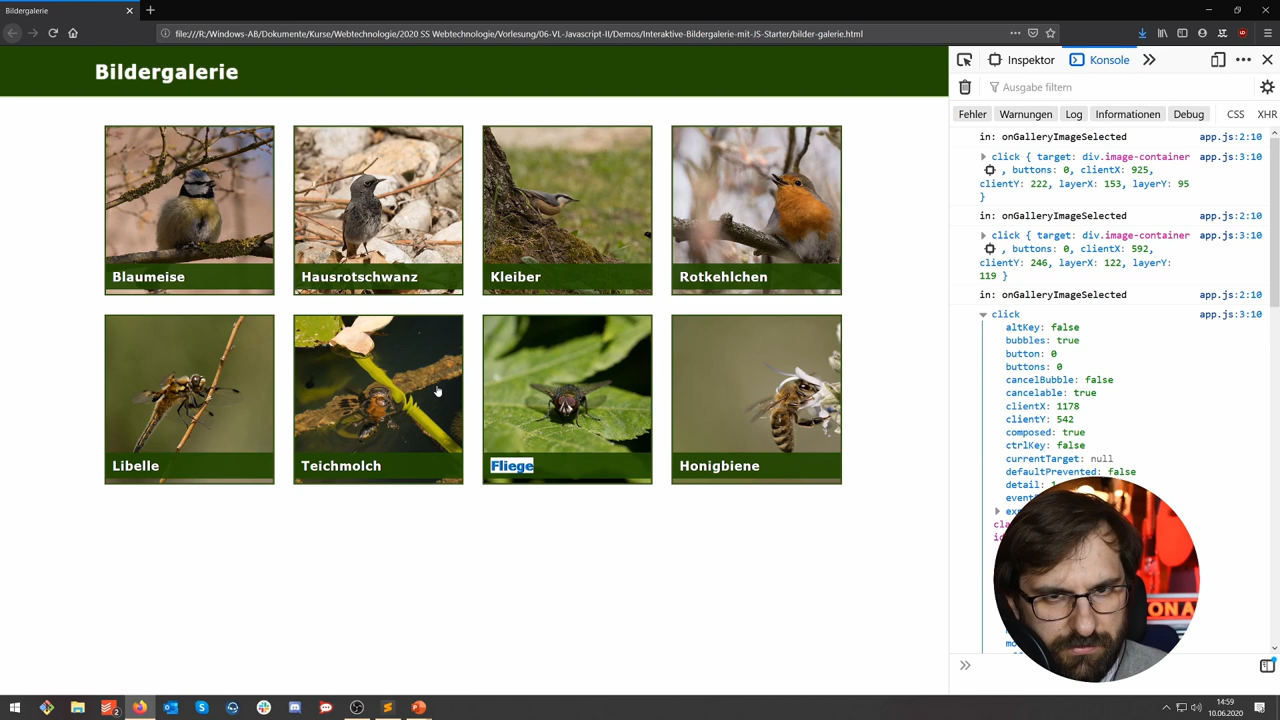 Bildergalerie
file:///R:/Windows-AB/Dokumente/Kurse/Webtechnologie/2020 SS Webtechnologie/Vorlesung/06-VL-Javascript-II/Demos/Interaktive-Bildergalerie-mit-JS-Starter/bilder-galerie.html
Bildergalerie
Blaumeise
Hausrotschwanz
Kleiber
Rotkehlchen
Libelle
Teichmolch
Fliege
Honigbiene
Inspektor
Konsole
Ausgabe filtern
Fehler Warnungen Log Informationen Debug CSS XHR
in: onGalleryImageSelected app.js:2:10
click { target: div.image-container app.js:3:10
, buttons: 0, clientX: 925,
clientY: 222, layerX: 153, layerY: 95
}
in: onGalleryImageSelected app.js:2:10
click { target: div.image-container app.js:3:10
, buttons: 0, clientX: 592,
clientY: 246, layerX: 122, layerY:
119 }
in: onGalleryImageSelected app.js:2:10
click app.js:3:10
altKey: false
bubbles: true
button: 0
buttons: 0
cancelBubble: false
cancelable: true
clientX: 1178
clientY: 542
composed: true
ctrlKey: false
currentTarget: null
defaultPrevented: false
detail: 1
ON A
2
14:59
10.06.2020